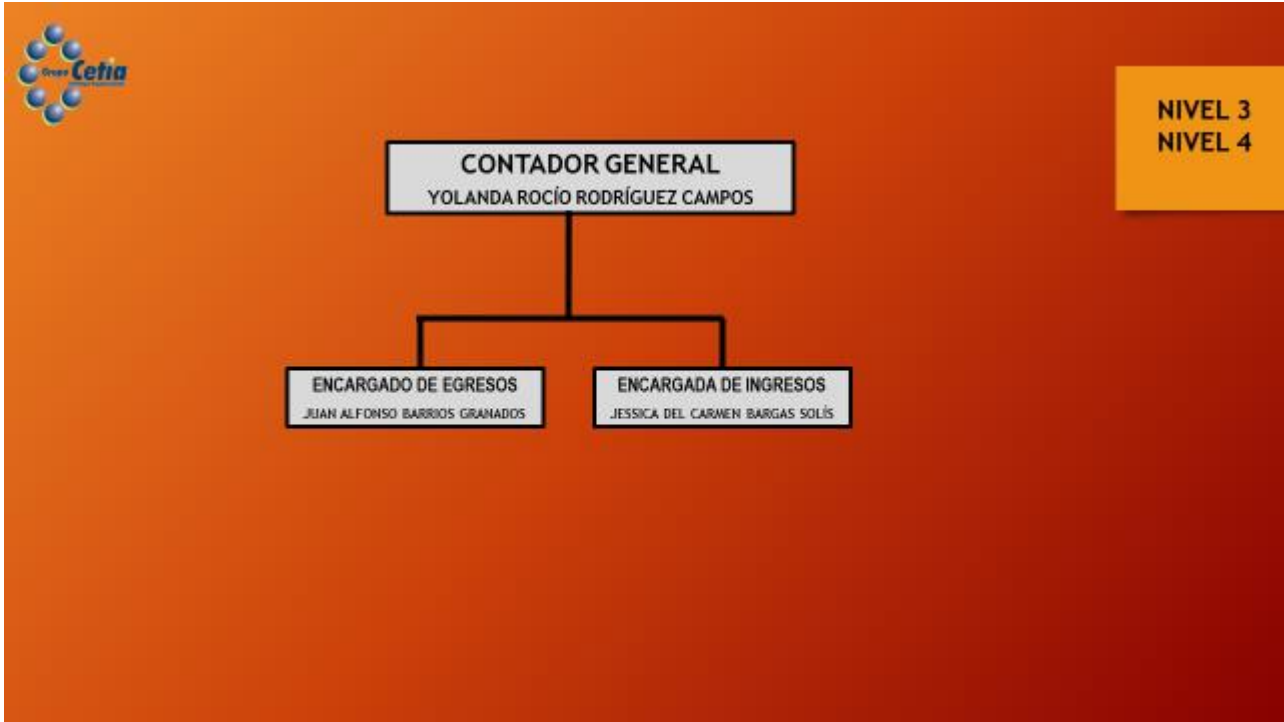 Grupo Cetia
NIVEL 3
NIVEL 4
CONTADOR GENERAL
YOLANDA ROCÍO RODRÍGUEZ CAMPOS
ENCARGADO DE EGRESOS
JUAN ALFONSO BARRIOS GRANADOS
ENCARGADA DE INGRESOS
JESSICA DEL CARMEN BARGAS SOLÍS